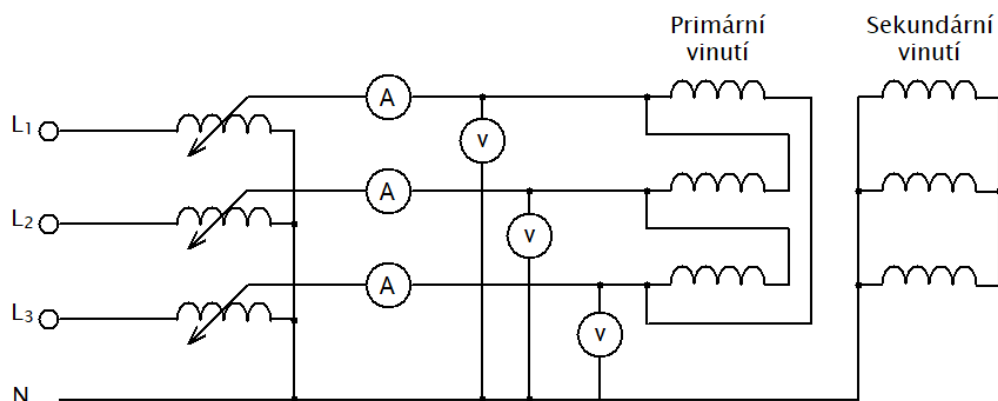 Primární
vinutí
Sekundární
vinutí
A
L1
V
A
L2
V
A
L3
V
N